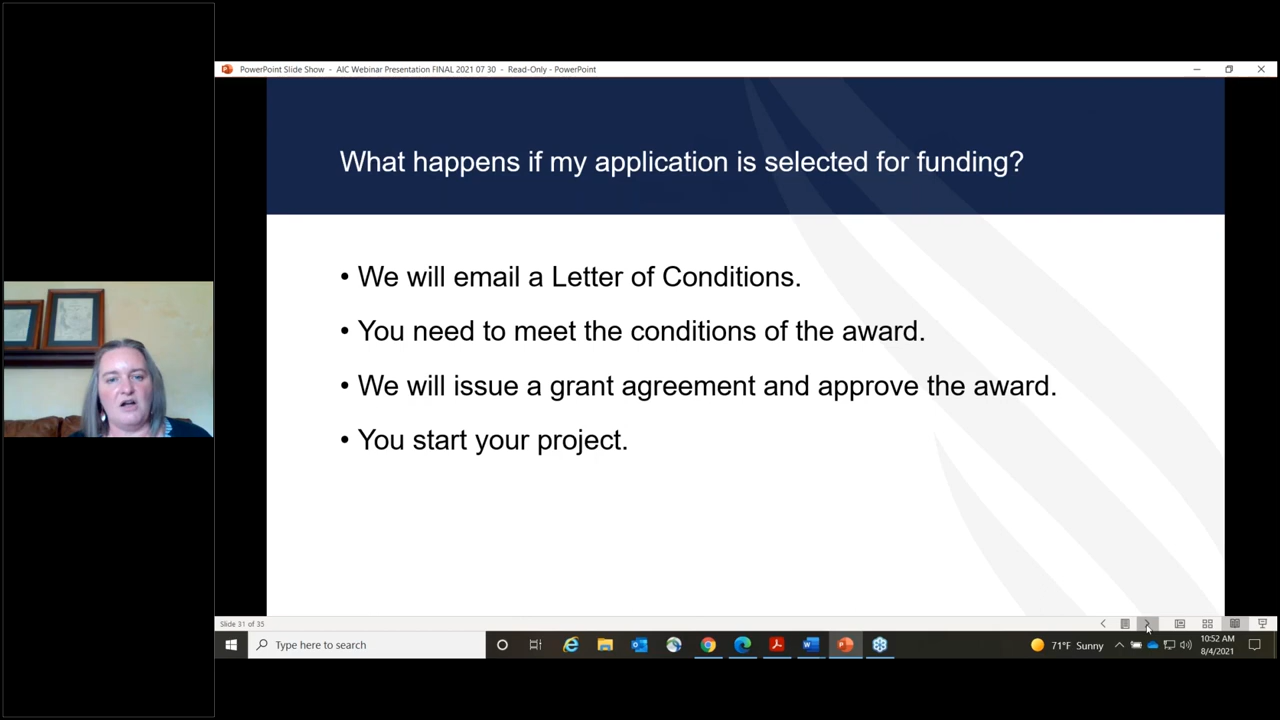 PowerPoint Slide Show - AIC Webinar Presentation FINAL 2021 07 30 - Read-Only - PowerPoint
What happens if my application is selected for funding?
• We will email a Letter of Conditions.
• You need to meet the conditions of the award.
• We will issue a grant agreement and approve the award.
• You start your project.
Slide 31 of 35
Type here to search
71°F Sunny
10:52 AM
8/4/2021